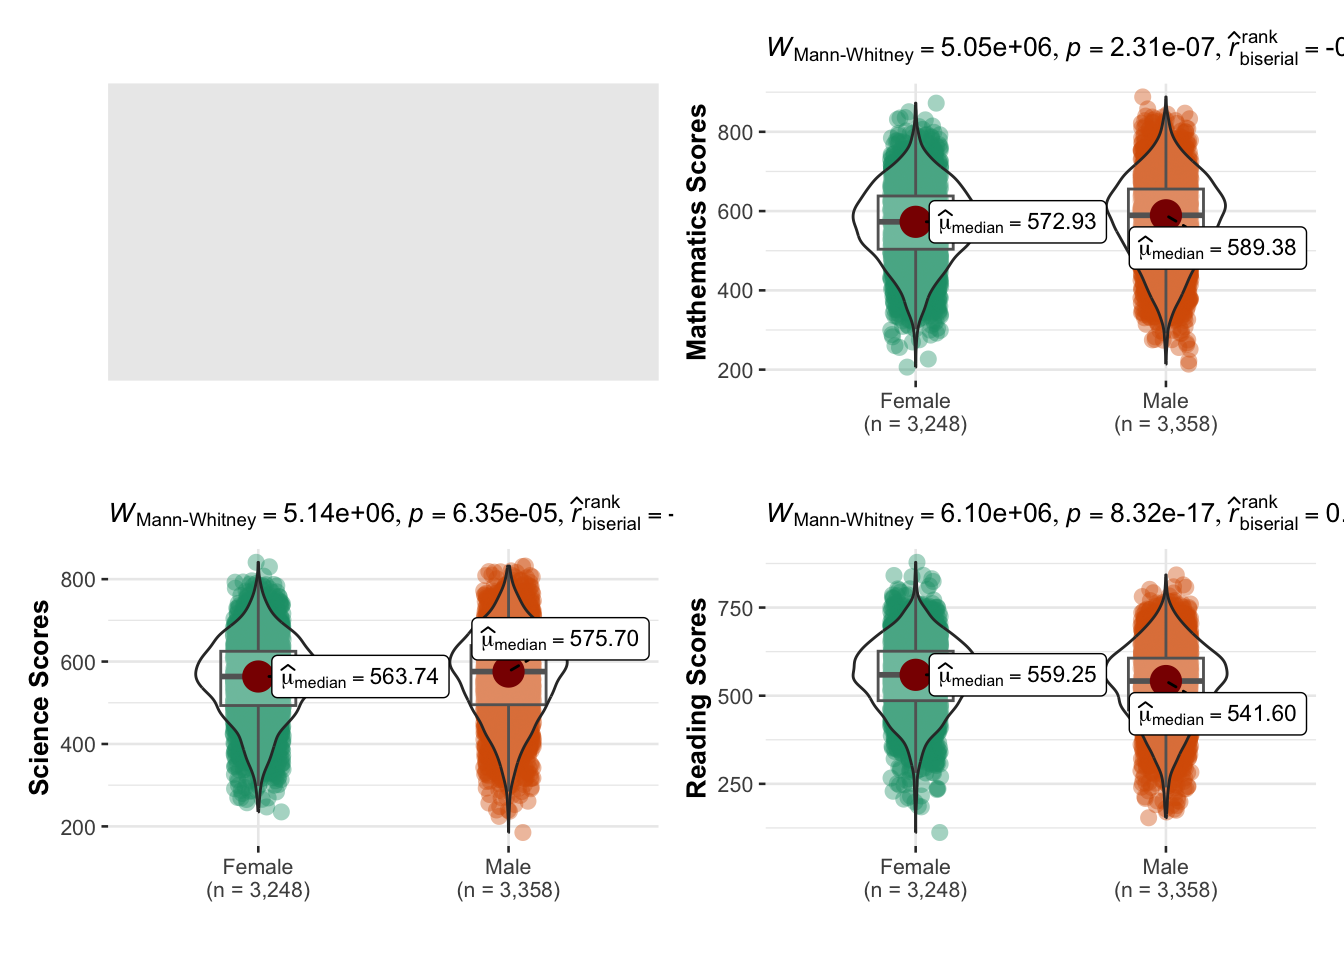 W Mann-Whitney = 5.05e+06, p = 2.31e-07, r̂ rank biserial = -0
Mathematics Scores
800
600
400
200
μ̂ median = 572.93
μ̂ median = 589.38
Female
(n = 3,248)
Male
(n = 3,358)
W Mann-Whitney = 5.14e+06, p = 6.35e-05, r̂ rank biserial = -
Science Scores
800
600
400
200
μ̂ median = 563.74
μ̂ median = 575.70
Female
(n = 3,248)
Male
(n = 3,358)
W Mann-Whitney = 6.10e+06, p = 8.32e-17, r̂ rank biserial = 0.
Reading Scores
750
500
250
μ̂ median = 559.25
μ̂ median = 541.60
Female
(n = 3,248)
Male
(n = 3,358)